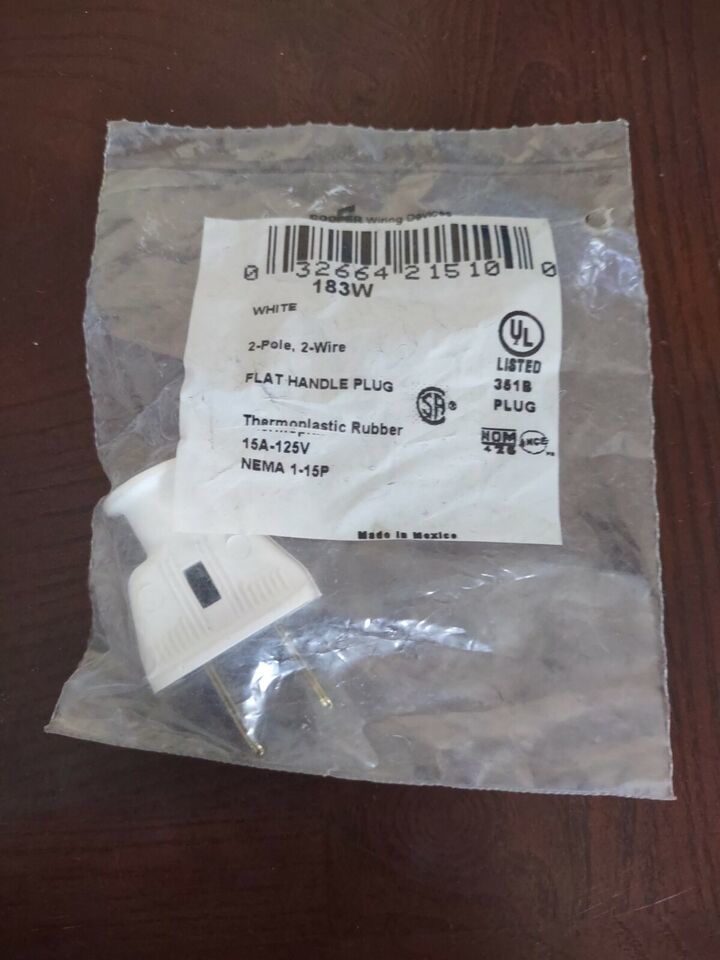 COOPER Wiring Devices
0 32664 21510 0
183W
WHITE
2-Pole, 2-Wire
FLAT HANDLE PLUG
Thermoplastic Rubber
15A-125V
NEMA 1-15P
UL
LISTED
351B
PLUG
SA®
NOM
ANCE
426
Made in Mexico